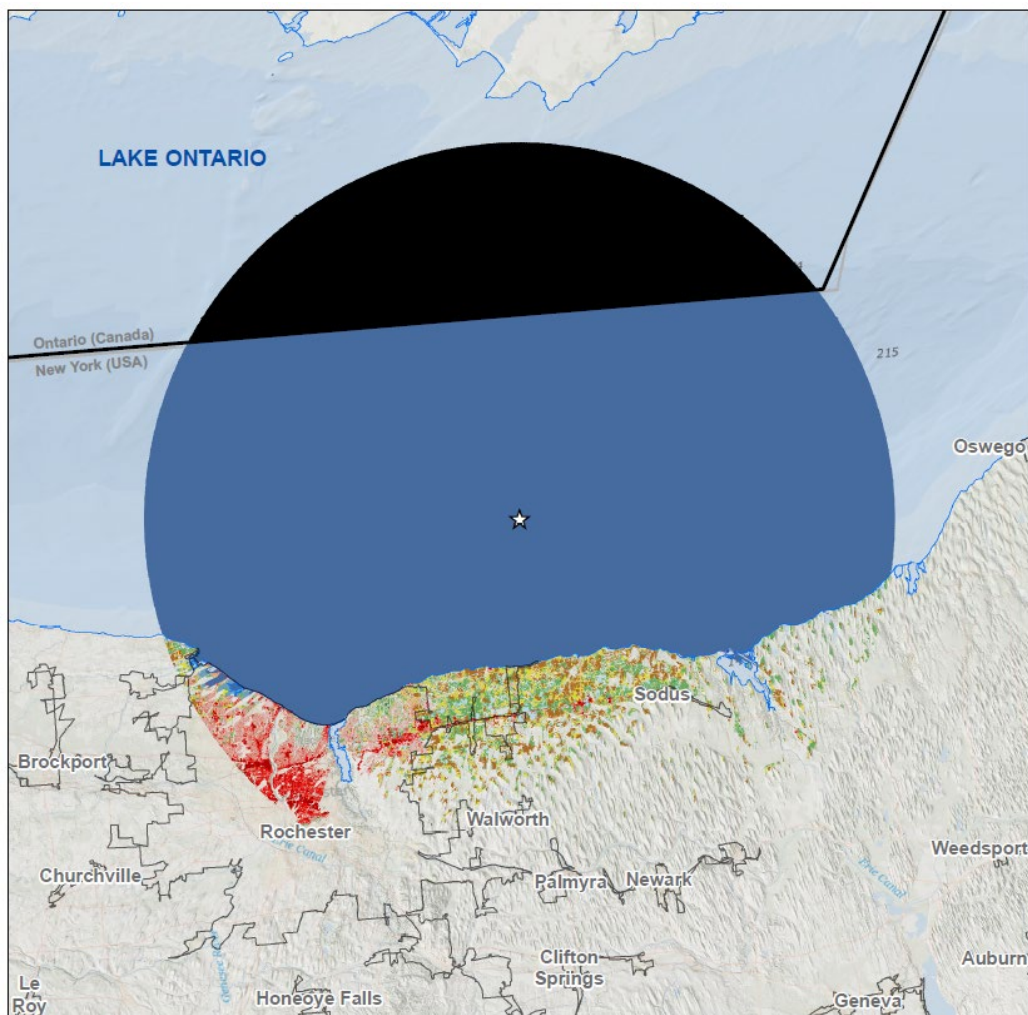 LAKE ONTARIO
Ontario (Canada)
New York (USA)
215
Oswego
Sodus
Brockport
Rochester
Erie Canal
Walworth
Churchville
Palmyra
Newark
Weedsport
Erie Canal
Clifton
Springs
Auburn
Le
Roy
Honeoye Falls
Geneva